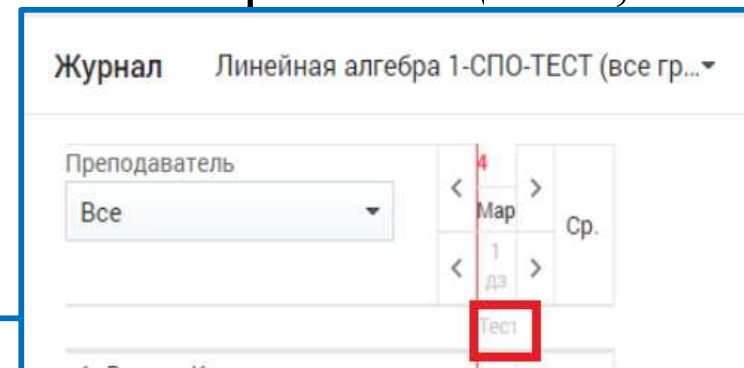 Журнал Линейная алгебра 1-СПО-ТЕСТ (все гр...
Преподаватель
Все
4
Мар
Ср.
1
дз
Тест